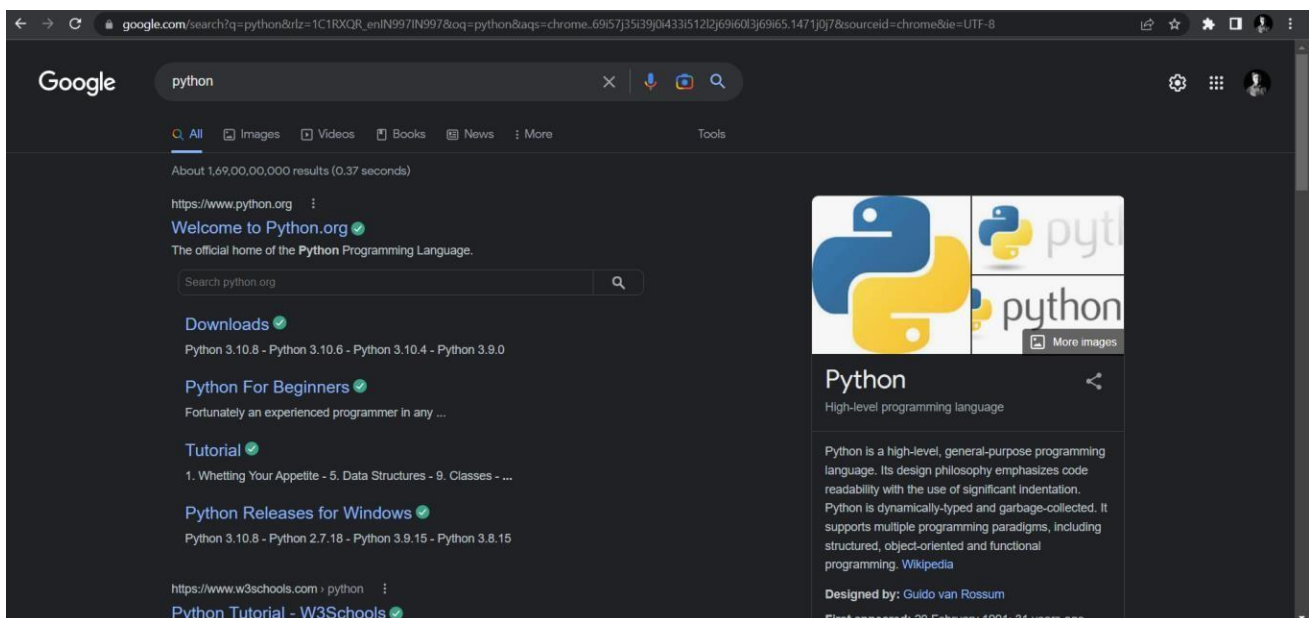 google.com/search?q=python&rlz=1C1RXQR_enIN997IN997&oq=python&aqs=chrome..69i57j35i39j0i433i512l2j69i60l3j69i65.1471j0j7&sourceid=chrome&ie=UTF-8
Google
python
All Images Videos Books News More Tools
About 1,69,00,00,000 results (0.37 seconds)
https://www.python.org
Welcome to Python.org
The official home of the Python Programming Language.
Search python.org
Downloads
Python 3.10.8 - Python 3.10.6 - Python 3.10.4 - Python 3.9.0
Python For Beginners
Fortunately an experienced programmer in any ...
Tutorial
1. Whetting Your Appetite - 5. Data Structures - 9. Classes - ...
Python Releases for Windows
Python 3.10.8 - Python 2.7.18 - Python 3.9.15 - Python 3.8.15
https://www.w3schools.com › python
Python Tutorial - W3Schools
pyth
python
More images
Python
High-level programming language
Python is a high-level, general-purpose programming
language. Its design philosophy emphasizes code
readability with the use of significant indentation.
Python is dynamically-typed and garbage-collected. It
supports multiple programming paradigms, including
structured, object-oriented and functional
programming. Wikipedia
Designed by: Guido van Rossum
First appeared: 20 February 1991; 31 years ago